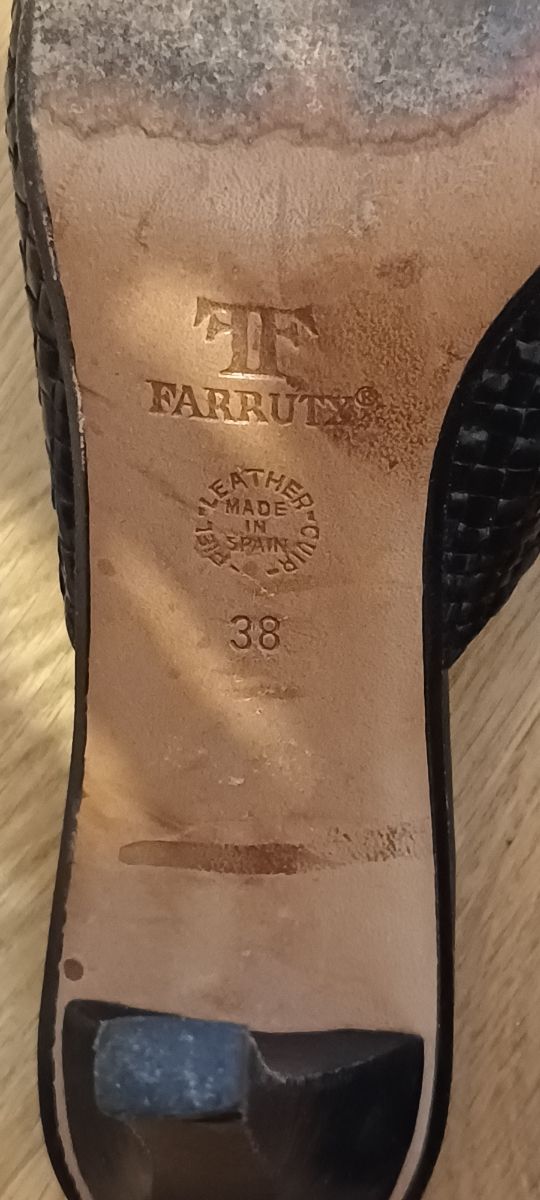 FF
FARRUTX®
-LEATHER-CUIR-PIEL
MADE
IN
SPAIN
38